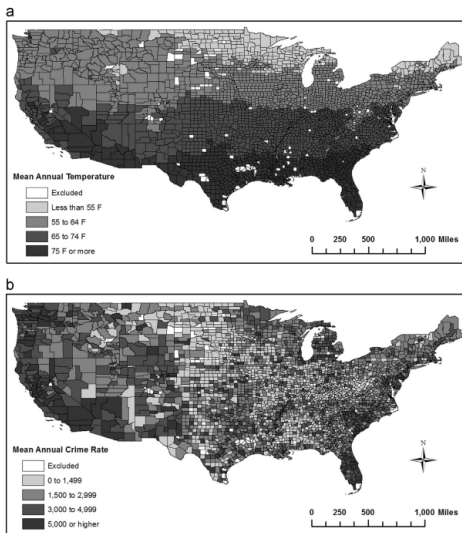 a
Mean Annual Temperature
Excluded
Less than 55 F
55 to 64 F
65 to 74 F
75 F or more
N
0 250 500 1,000 Miles
b
Mean Annual Crime Rate
Excluded
0 to 1,499
1,500 to 2,999
3,000 to 4,999
5,000 or higher
N
0 250 500 1,000 Miles